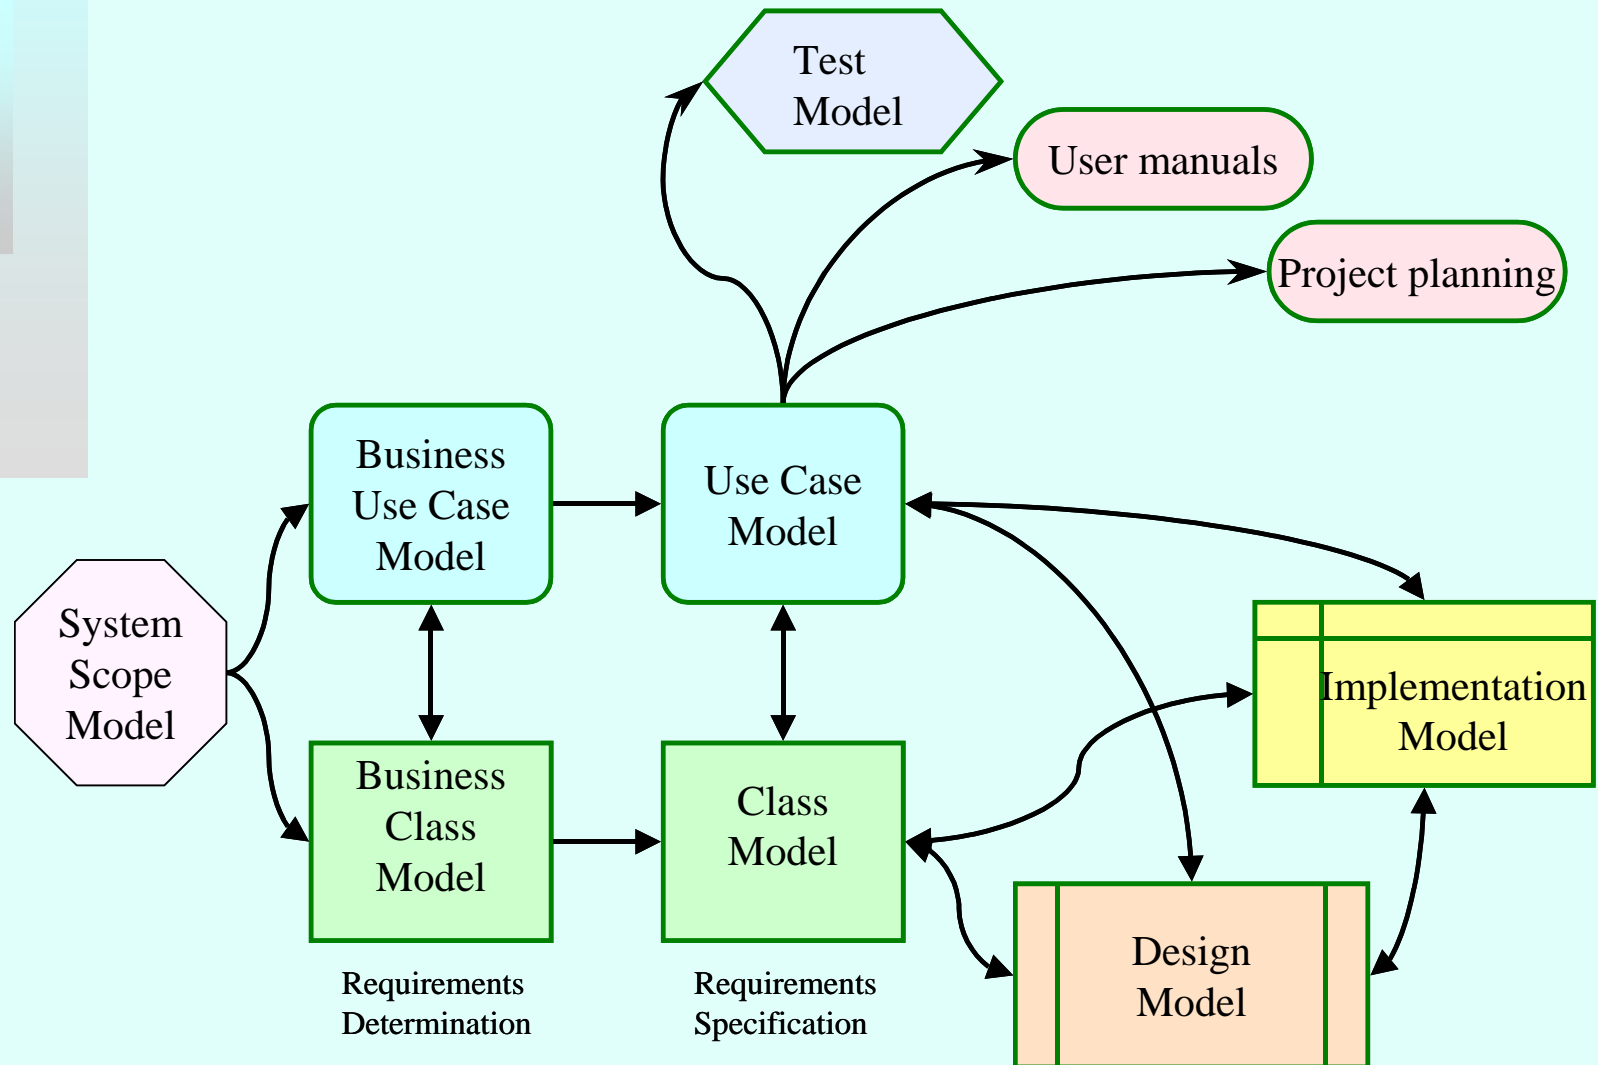 Test
Model
User manuals
Project planning
Business
Use Case
Model
Use Case
Model
System
Scope
Model
Implementation
Model
Business
Class
Model
Class
Model
Design
Model
Requirements
Determination
Requirements
Specification